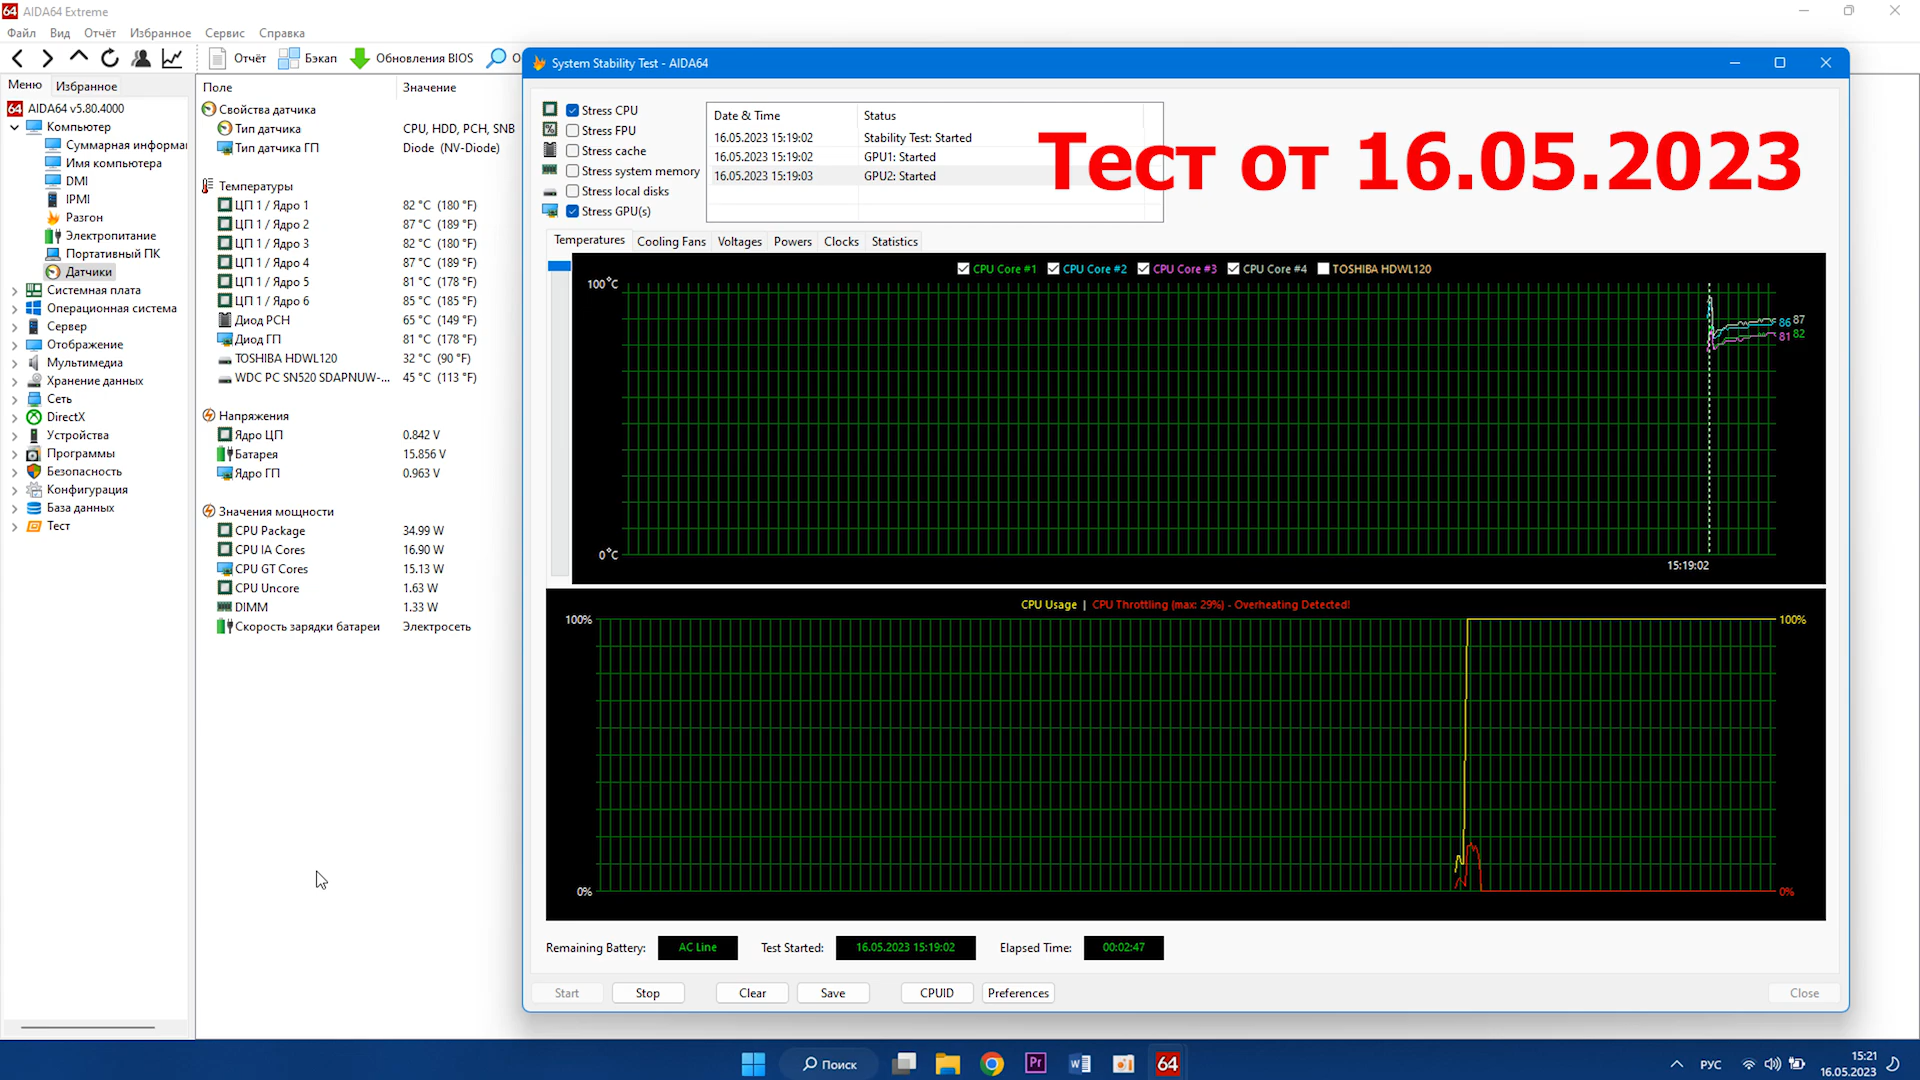 AIDA64 Extreme
Файл Вид Отчёт Избранное Сервис Справка
Отчёт Бэкап Обновления BIOS О
Меню Избранное
AIDA64 v5.80.4000
Компьютер
Суммарная информа
Имя компьютера
DMI
IPMI
Разгон
Электропитание
Портативный ПК
Датчики
Системная плата
Операционная система
Сервер
Отображение
Мультимедиа
Хранение данных
Сеть
DirectX
Устройства
Программы
Безопасность
Конфигурация
База данных
Тест
Поле Значение
Свойства датчика
Тип датчика CPU, HDD, PCH, SNB
Тип датчика ГП Diode (NV-Diode)
Температуры
ЦП 1 / Ядро 1 82 °C (180 °F)
ЦП 1 / Ядро 2 87 °C (189 °F)
ЦП 1 / Ядро 3 82 °C (180 °F)
ЦП 1 / Ядро 4 87 °C (189 °F)
ЦП 1 / Ядро 5 81 °C (178 °F)
ЦП 1 / Ядро 6 85 °C (185 °F)
Диод PCH 65 °C (149 °F)
Диод ГП 81 °C (178 °F)
TOSHIBA HDWL120 32 °C (90 °F)
WDC PC SN520 SDAPNUW-... 45 °C (113 °F)
Напряжения
Ядро ЦП 0.842 V
Батарея 15.856 V
Ядро ГП 0.963 V
Значения мощности
CPU Package 34.99 W
CPU IA Cores 16.90 W
CPU GT Cores 15.13 W
CPU Uncore 1.63 W
DIMM 1.33 W
Скорость зарядки батареи Электросеть
System Stability Test - AIDA64
Stress CPU
Stress FPU
Stress cache
Stress system memory
Stress local disks
Stress GPU(s)
Date & Time Status
16.05.2023 15:19:02 Stability Test: Started
16.05.2023 15:19:02 GPU1: Started
16.05.2023 15:19:03 GPU2: Started
Тест от 16.05.2023
Temperatures Cooling Fans Voltages Powers Clocks Statistics
CPU Core #1 CPU Core #2 CPU Core #3 CPU Core #4 TOSHIBA HDWL120
100°C
86 87
81 82
0°C
15:19:02
CPU Usage | CPU Throttling (max: 29%) - Overheating Detected!
100% 100%
0% 0%
Remaining Battery: AC Line Test Started: 16.05.2023 15:19:02 Elapsed Time: 00:02:47
Start Stop Clear Save CPUID Preferences Close
Поиск Pr 64 РУС 15:21
16.05.2023